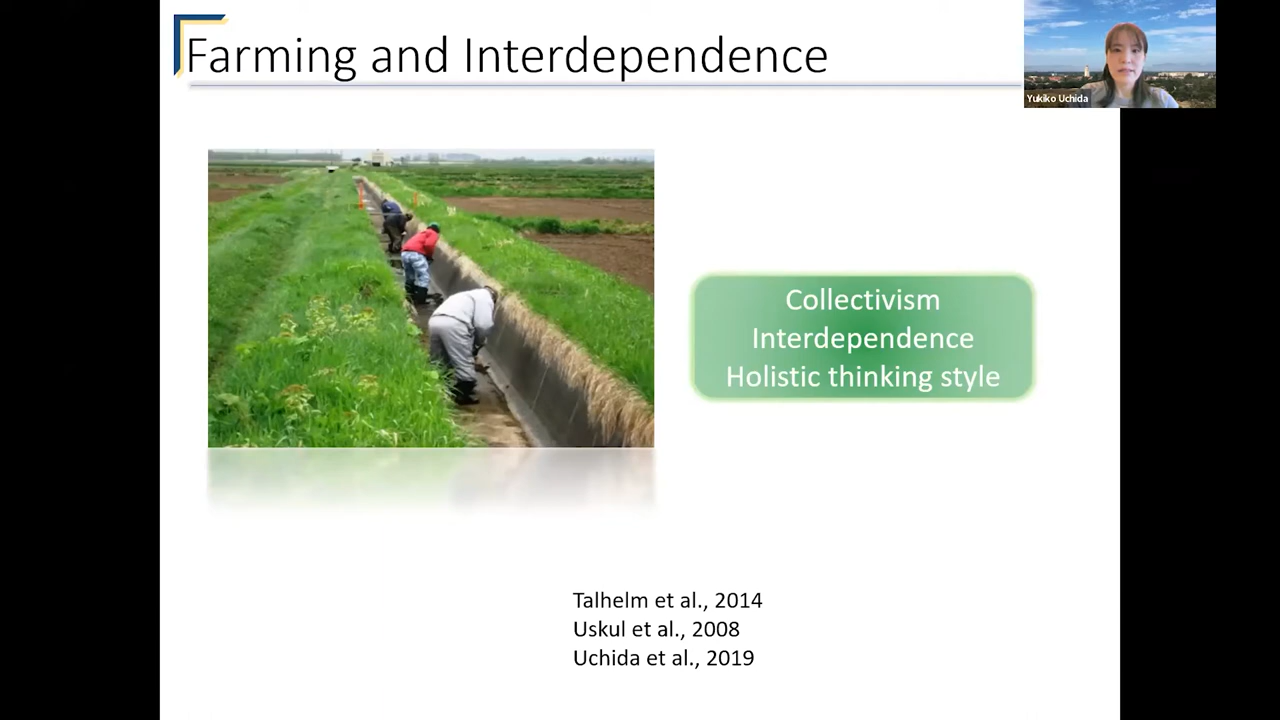 Farming and Interdependence
Yukiko Uchida
Collectivism
Interdependence
Holistic thinking style
Talhelm et al., 2014
Uskul et al., 2008
Uchida et al., 2019